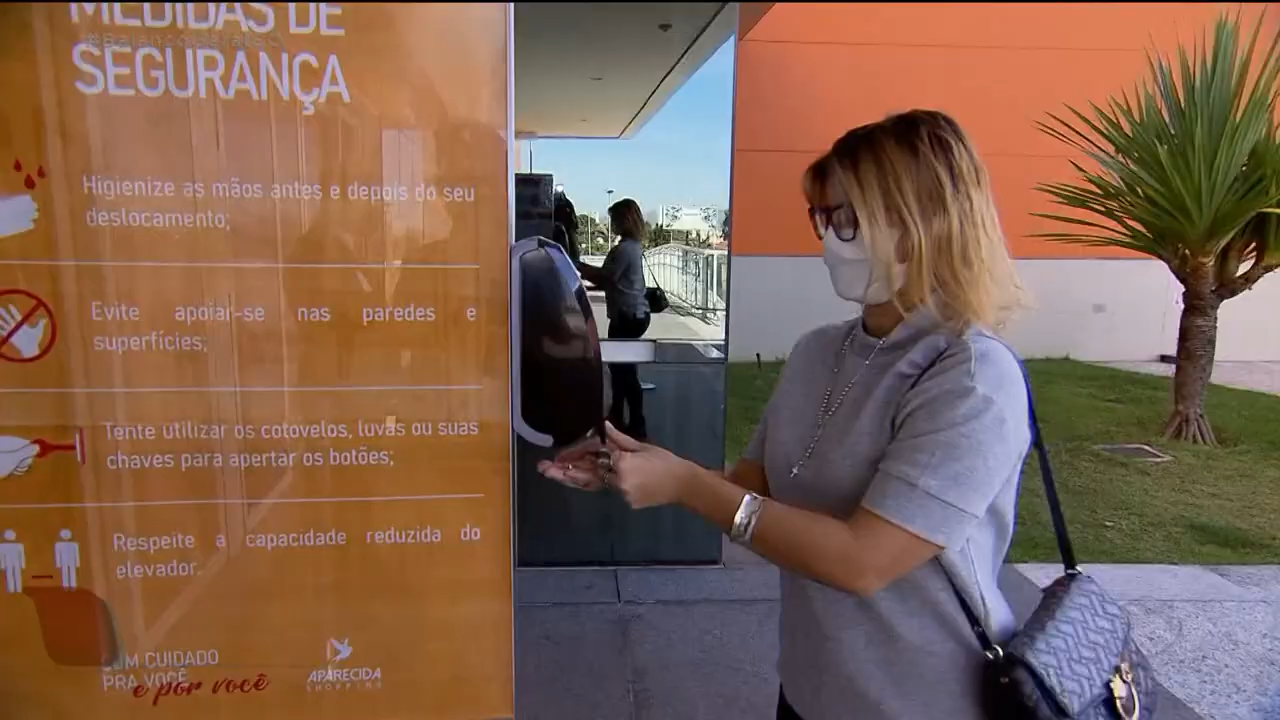 MEDIDAS DE
SEGURANÇA
Higienize as mãos antes e depois do seu
deslocamento;
Evite apoiar-se nas paredes e
superfícies;
Tente utilizar os cotovelos, luvas ou suas
chaves para apertar os botões;
Respeite a capacidade reduzida do
elevador.
COM CUIDADO
PRA VOCÊ
e por você
APARECIDA
SHOPPING